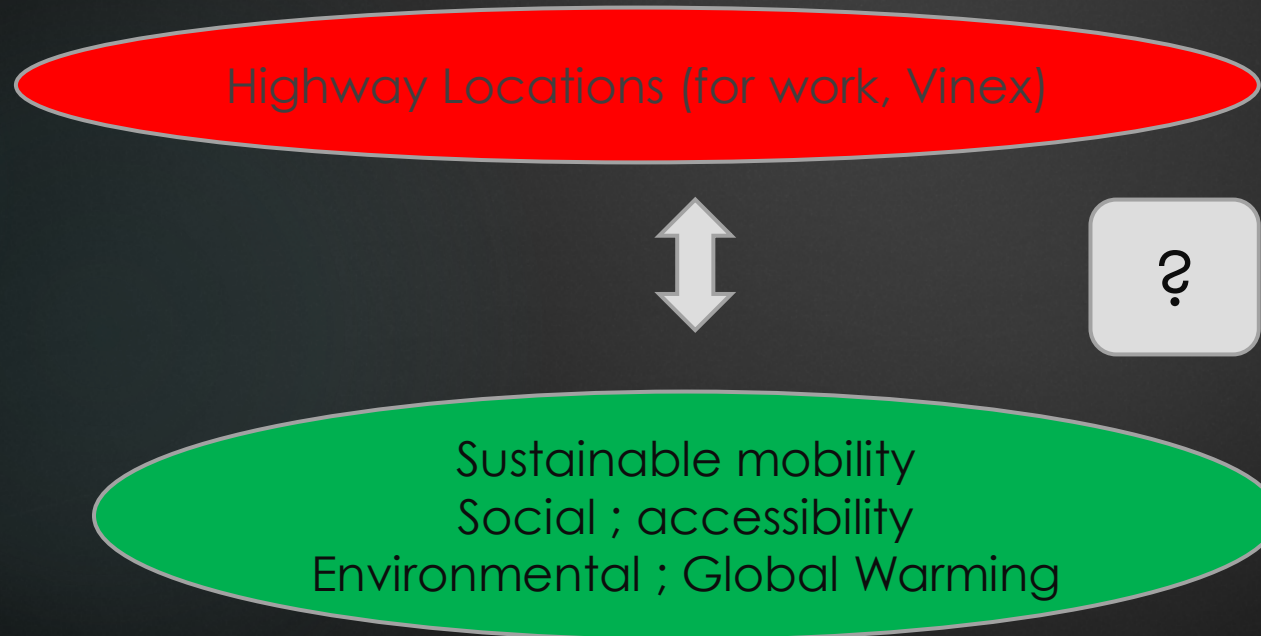 Highway Locations (for work, Vinex)
?
Sustainable mobility
Social ; accessibility
Environmental ; Global Warming